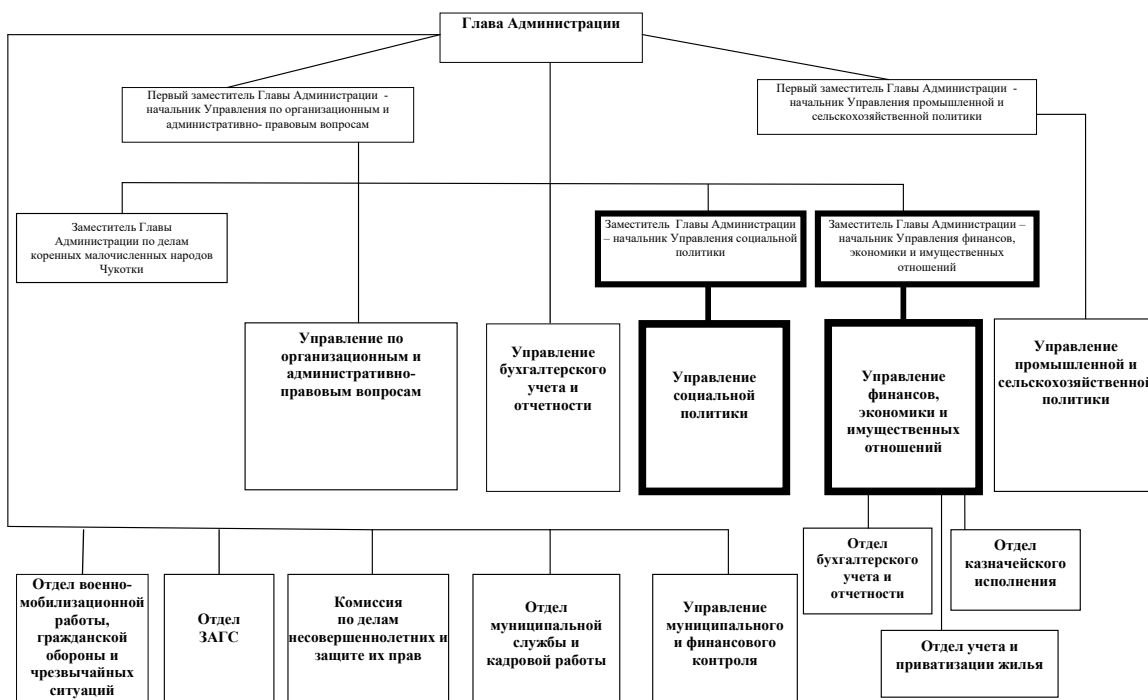 Глава Администрации
Первый заместитель Главы Администрации -
начальник Управления по организационным и
административно- правовым вопросам
Первый заместитель Главы Администрации -
начальник Управления промышленной и
сельскохозяйственной политики
Заместитель Главы
Администрации по делам
коренных малочисленных народов
Чукотки
Заместитель Главы Администрации
– начальник Управления социальной
политики
Заместитель Главы Администрации –
начальник Управления финансов,
экономики и имущественных
отношений
Управление по
организационным и
административно-
правовым вопросам
Управление
бухгалтерского
учета и
отчетности
Управление
социальной
политики
Управление
финансов,
экономики и
имущественных
отношений
Управление
промышленной и
сельскохозяйственной
политики
Отдел военно-
мобилизационной
работы,
гражданской
обороны и
чрезвычайных
ситуаций
Отдел
ЗАГС
Комиссия
по делам
несовершеннолетних и
защите их прав
Отдел
муниципальной
службы и
кадровой работы
Управление
муниципального
и финансового
контроля
Отдел
бухгалтерского
учета и
отчетности
Отдел
казначейского
исполнения
Отдел учета и
приватизации жилья